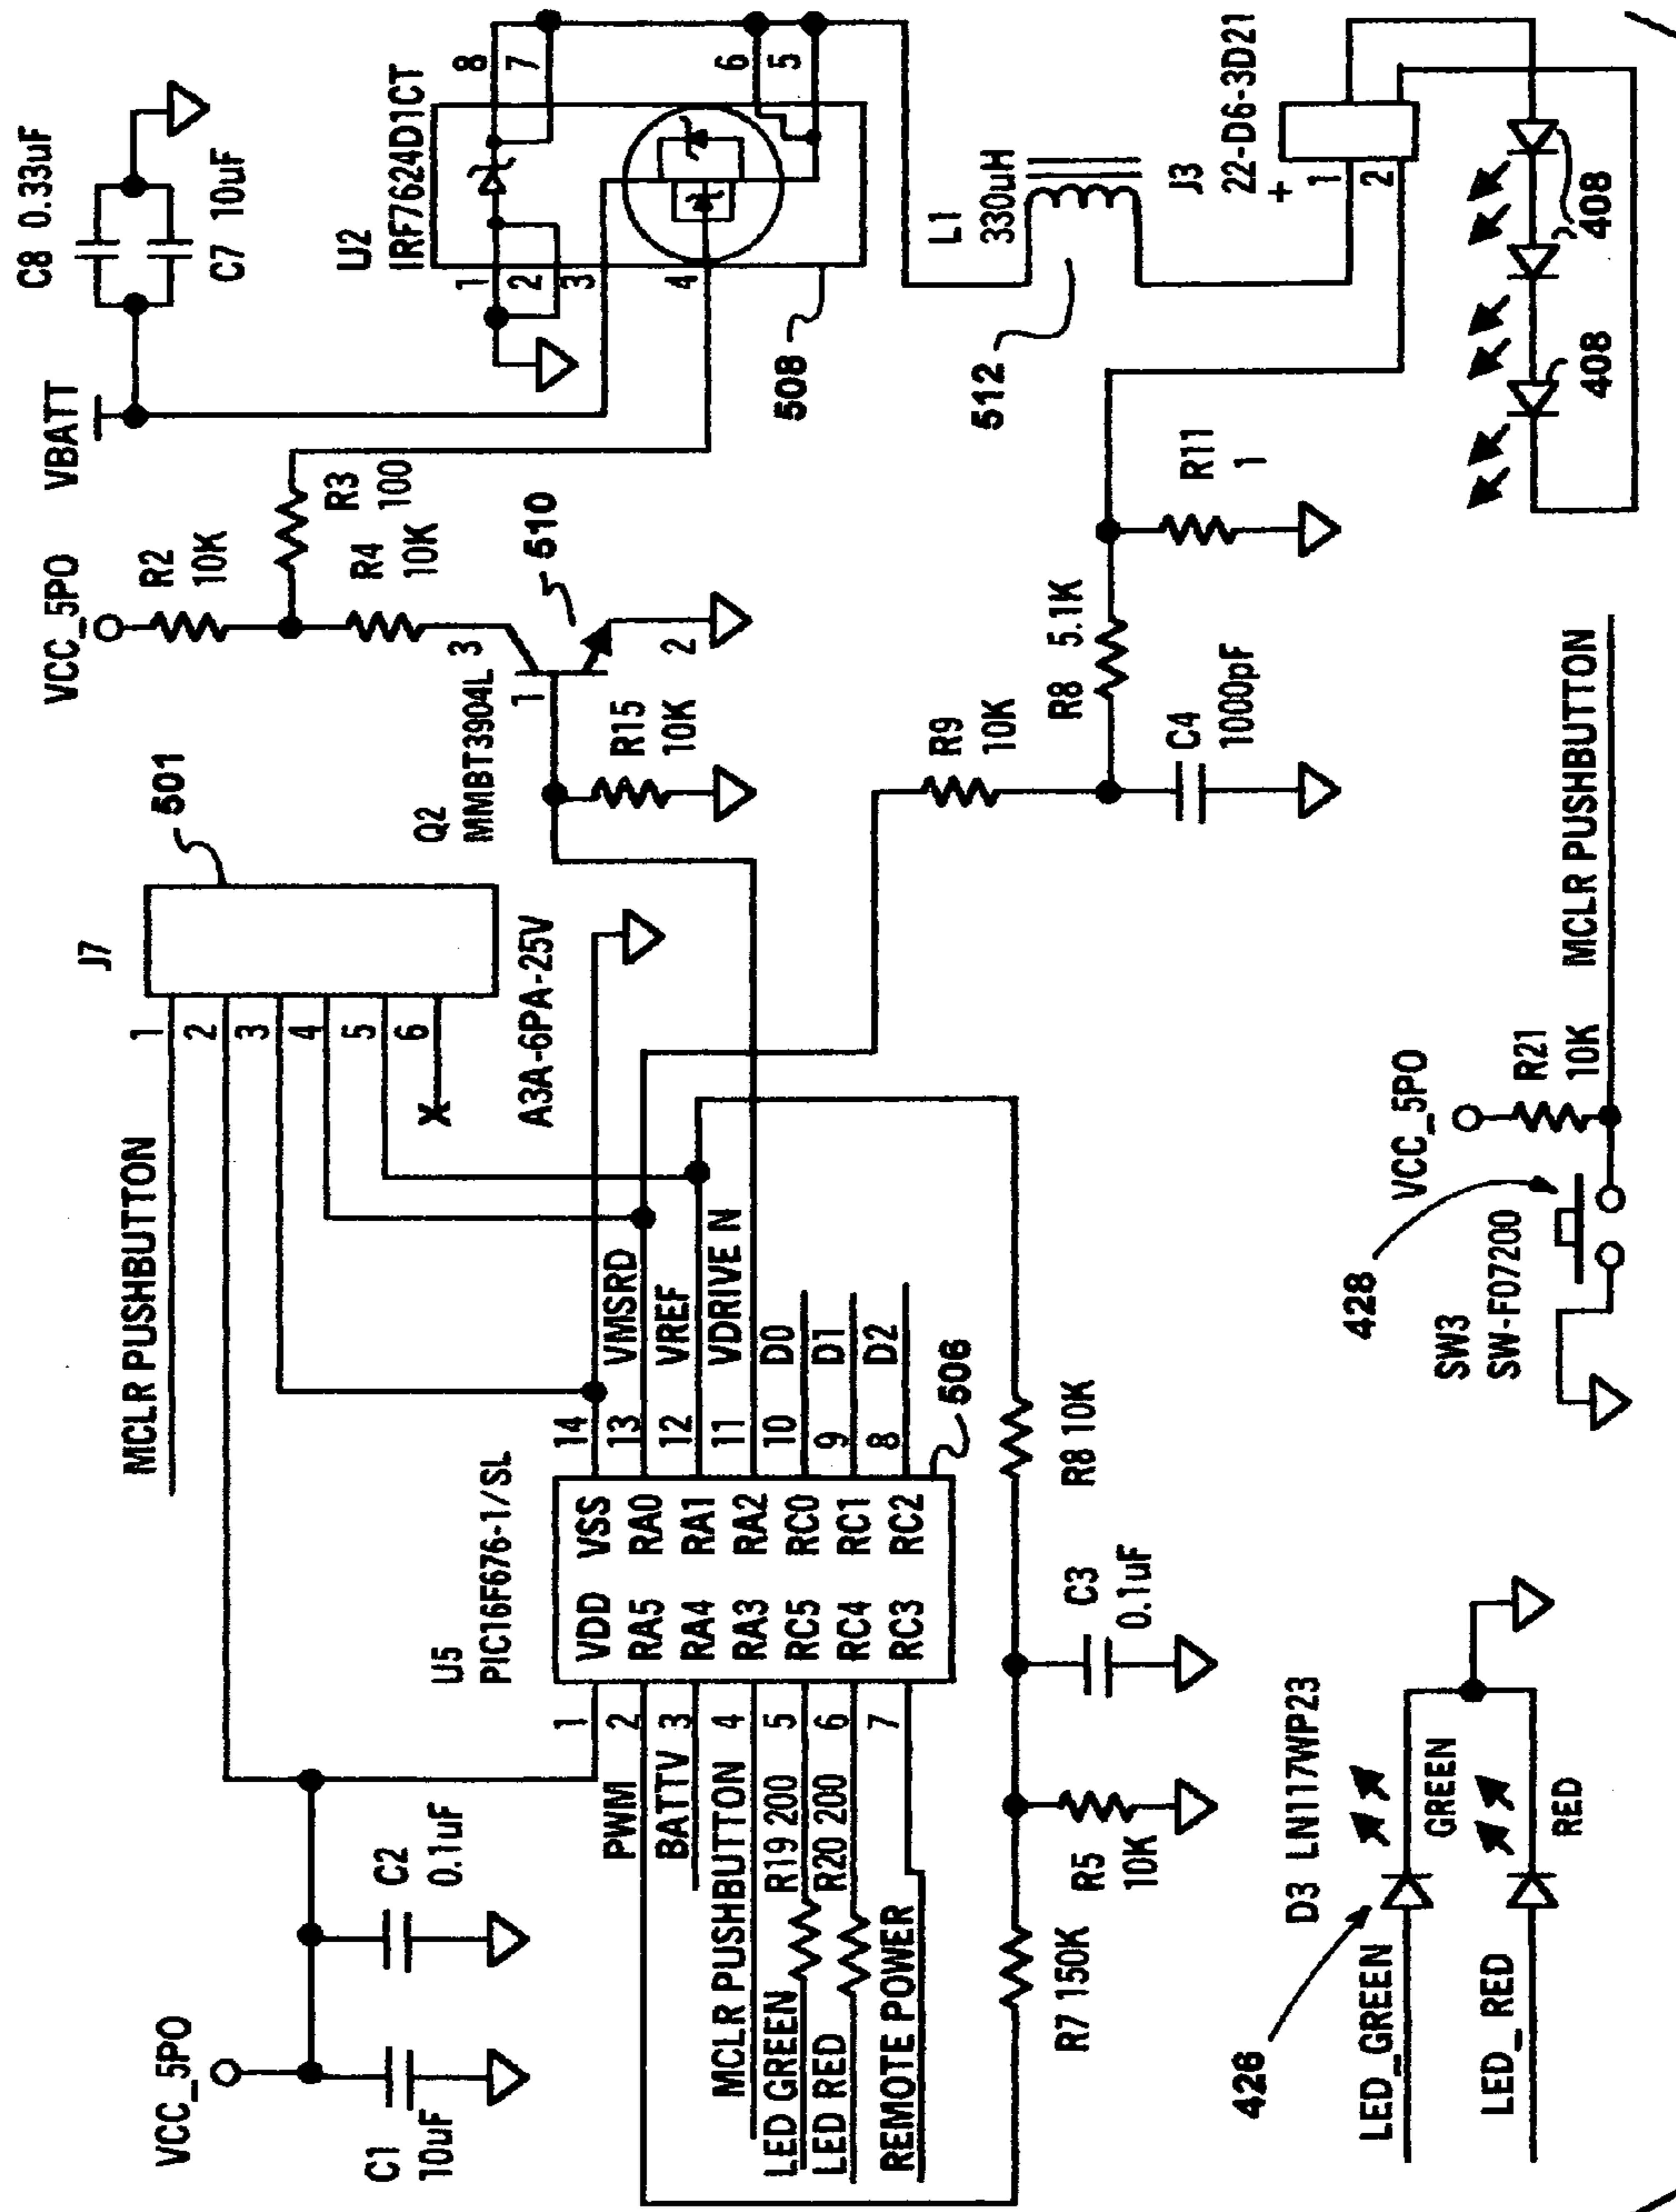 C8 0.33uF
C7 10uF
VBATT
U2
IRF7624D1CT
1
2
3
4
8
7
6
5
508
VCC_5PO
R2
10K
R3
100
R4
10K
510
3
1
2
Q2
MMBT3904L
R15
10K
L1
330uH
512
J3
22-D6-3D21
+
1
2
408
408
R11
1
R8 5.1K
R9
10K
C4
1000pF
J7
501
1
2
3
4
5
6
X
A3A-6PA-25V
MCLR PUSHBUTTON
VCC_5PO
C1
10uF
C2
0.1uF
U5
PIC16F676-1/SL
VDD VSS
RA5 RA0
RA4 RA1
RA3 RA2
RC5 RC0
RC4 RC1
RC3 RC2
1
2
3
4
5
6
7
14
13
12
11
10
9
8
PWM
BATTV
MCLR PUSHBUTTON
LED GREEN
R19 200
LED RED
R20 200
REMOTE POWER
VMSRD
VREF
VDRIVE N
D0
D1
D2
506
R7 150K
R5
10K
C3
0.1uF
R8 10K
D3 LN117WP23
GREEN
RED
426
LED_GREEN
LED_RED
428
SW3
SW-F07200
VCC_5PO
R21
10K
MCLR PUSHBUTTON